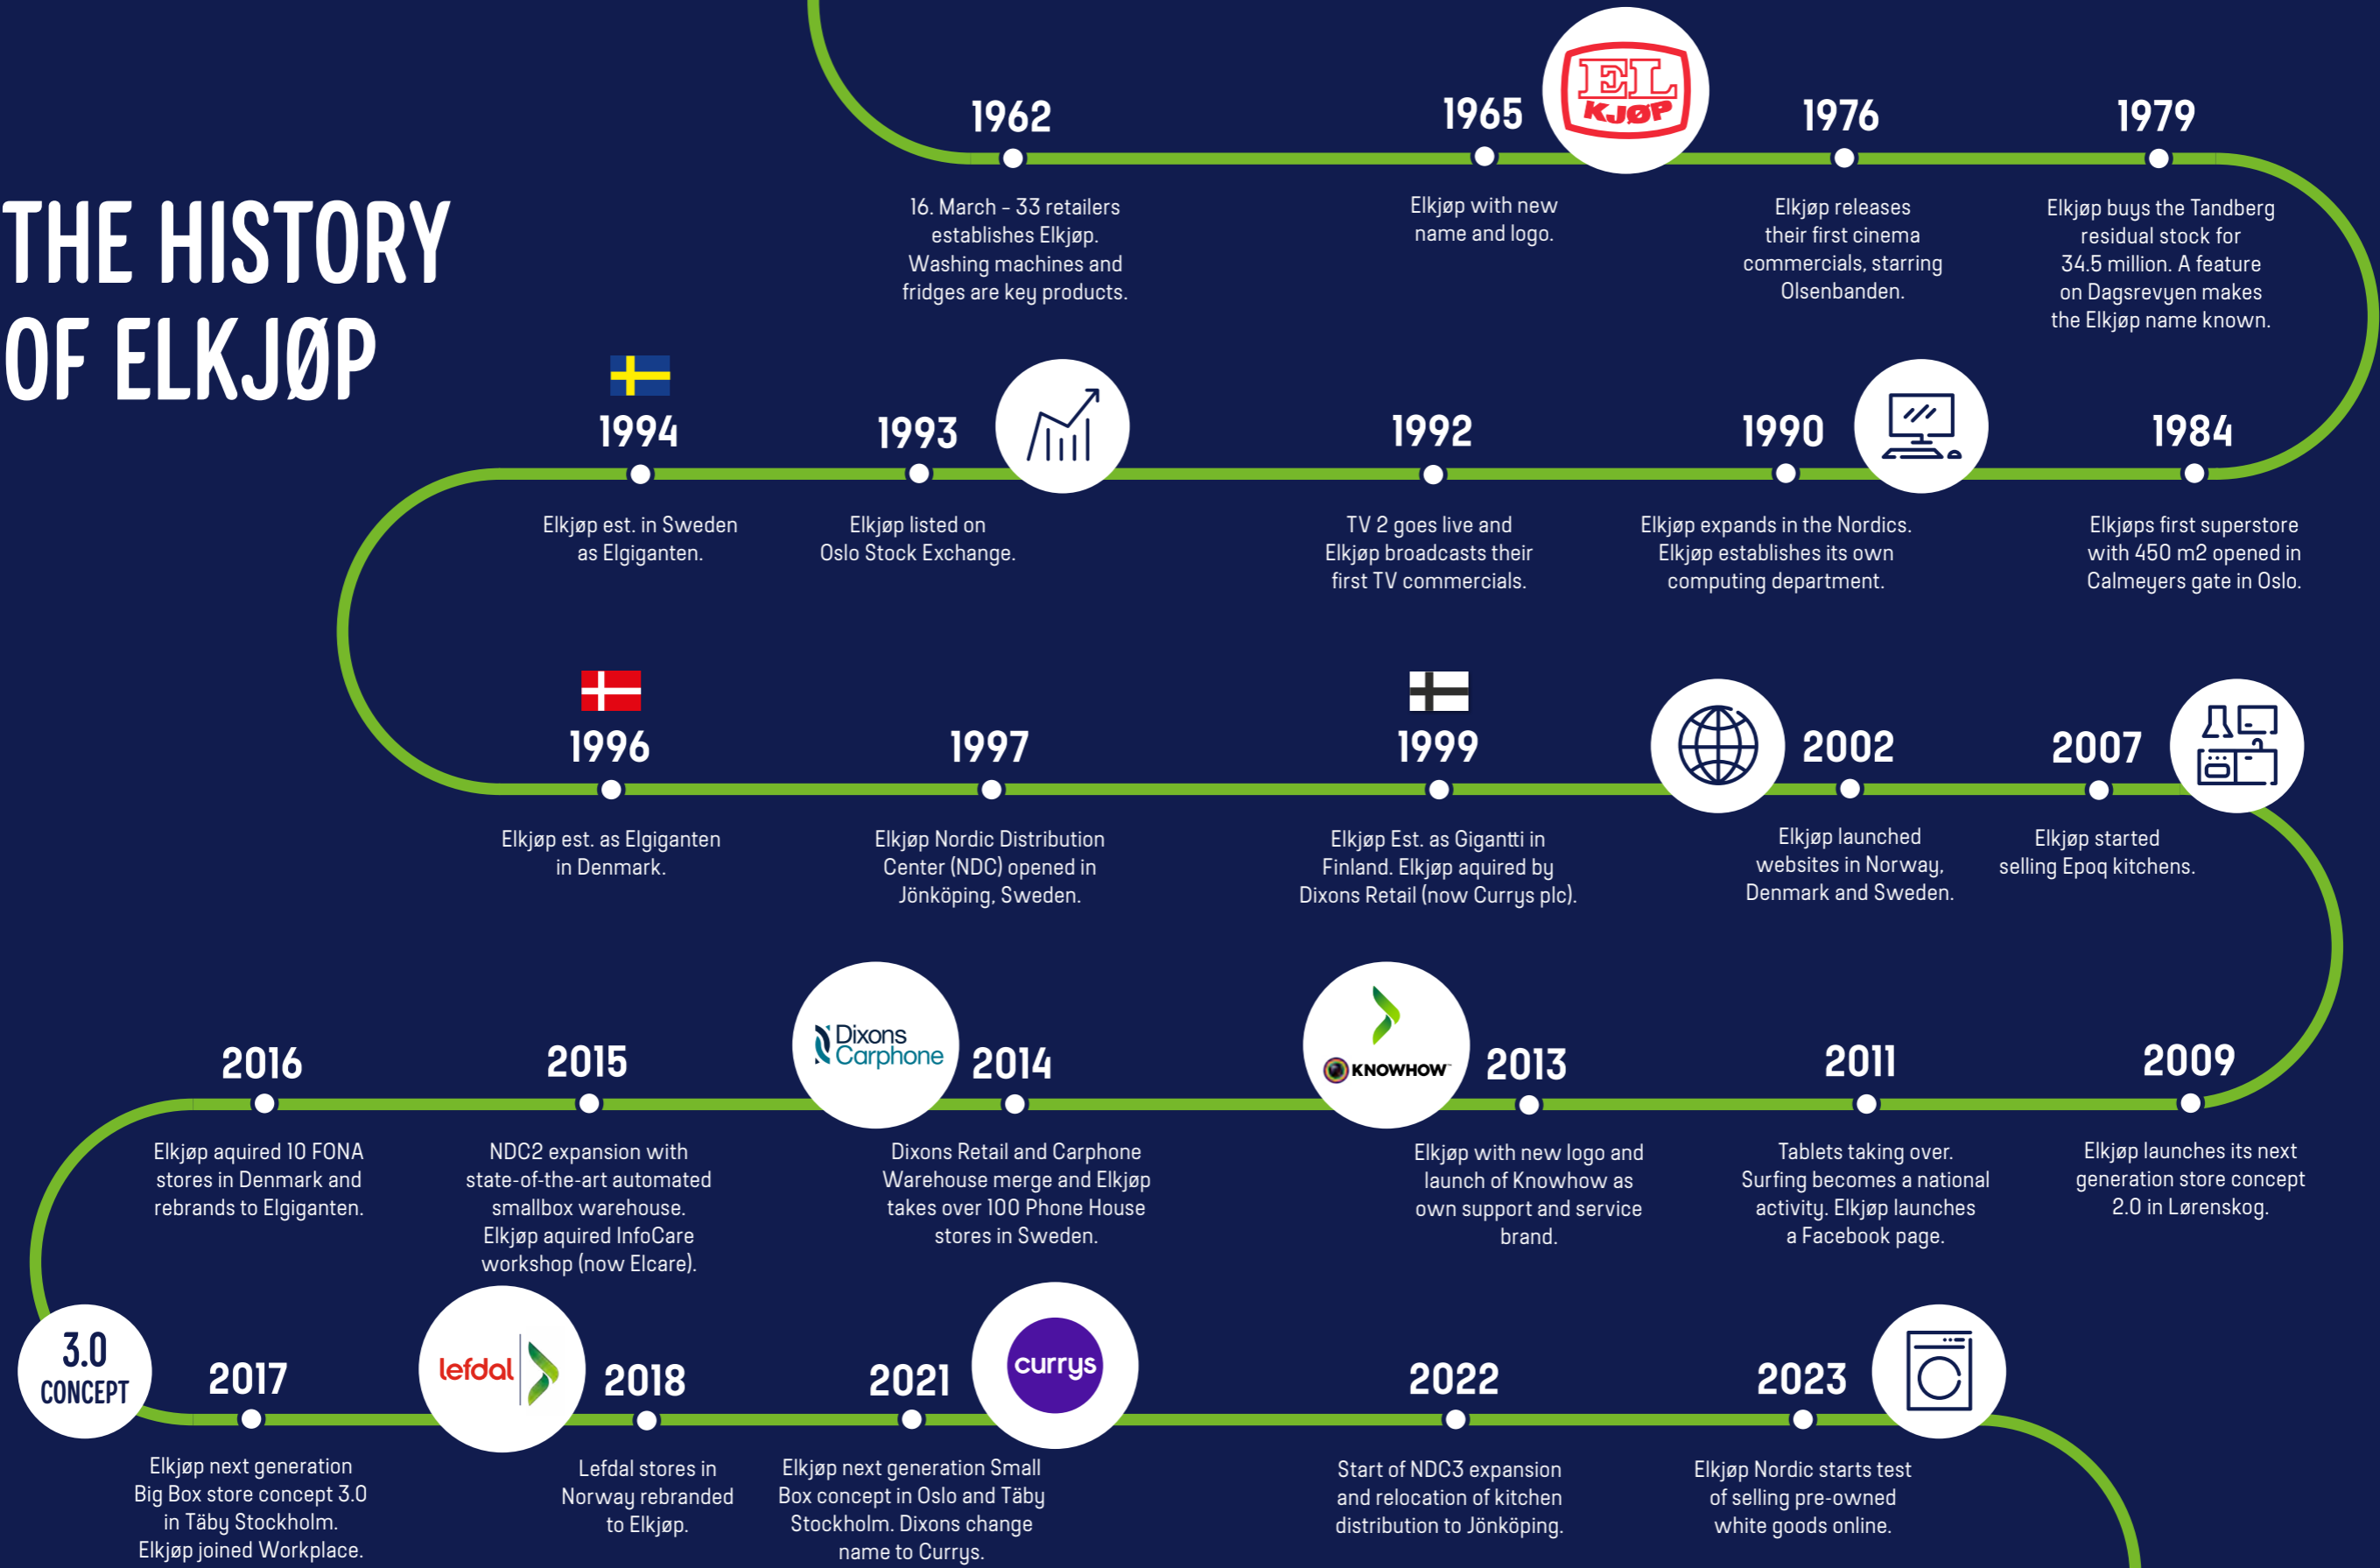 THE HISTORY
OF ELKJØP
1962
16. March - 33 retailers
establishes Elkjøp.
Washing machines and
fridges are key products.
1965
EL
KJØP
Elkjøp with new
name and logo.
1976
Elkjøp releases
their first cinema
commercials, starring
Olsenbanden.
1979
Elkjøp buys the Tandberg
residual stock for
34.5 million. A feature
on Dagsrevyen makes
the Elkjøp name known.
1984
Elkjøps first superstore
with 450 m2 opened in
Calmeyers gate in Oslo.
1990
Elkjøp expands in the Nordics.
Elkjøp establishes its own
computing department.
1992
TV 2 goes live and
Elkjøp broadcasts their
first TV commercials.
1993
Elkjøp listed on
Oslo Stock Exchange.
1994
Elkjøp est. in Sweden
as Elgiganten.
1996
Elkjøp est. as Elgiganten
in Denmark.
1997
Elkjøp Nordic Distribution
Center (NDC) opened in
Jönköping, Sweden.
1999
Elkjøp Est. as Gigantti in
Finland. Elkjøp aquired by
Dixons Retail (now Currys plc).
2002
Elkjøp launched
websites in Norway,
Denmark and Sweden.
2007
Elkjøp started
selling Epoq kitchens.
2009
Elkjøp launches its next
generation store concept
2.0 in Lørenskog.
2011
Tablets taking over.
Surfing becomes a national
activity. Elkjøp launches
a Facebook page.
KNOWHOW™
2013
Elkjøp with new logo and
launch of Knowhow as
own support and service
brand.
Dixons
Carphone
2014
Dixons Retail and Carphone
Warehouse merge and Elkjøp
takes over 100 Phone House
stores in Sweden.
2015
NDC2 expansion with
state-of-the-art automated
smallbox warehouse.
Elkjøp aquired InfoCare
workshop (now Elcare).
2016
Elkjøp aquired 10 FONA
stores in Denmark and
rebrands to Elgiganten.
3.0
CONCEPT
2017
Elkjøp next generation
Big Box store concept 3.0
in Täby Stockholm.
Elkjøp joined Workplace.
lefdal
2018
Lefdal stores in
Norway rebranded
to Elkjøp.
2021
currys
Elkjøp next generation Small
Box concept in Oslo and Täby
Stockholm. Dixons change
name to Currys.
2022
Start of NDC3 expansion
and relocation of kitchen
distribution to Jönköping.
2023
Elkjøp Nordic starts test
of selling pre-owned
white goods online.